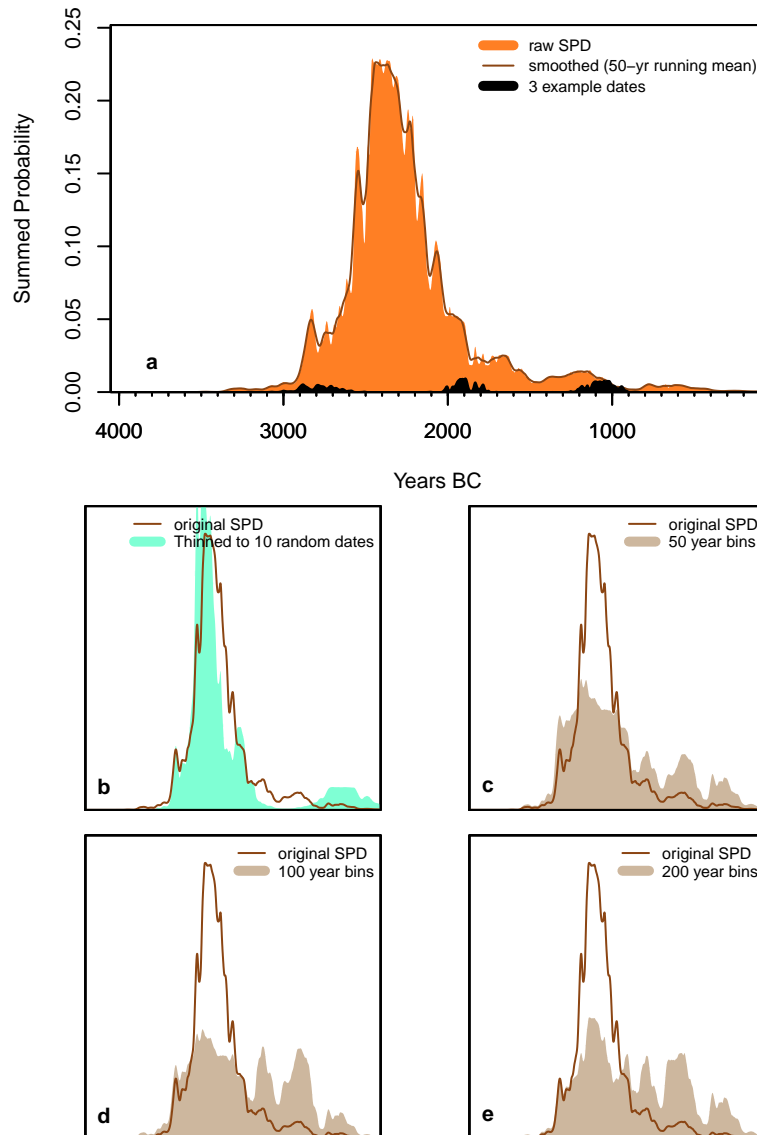 raw SPD
smoothed (50−yr running mean)
3 example dates
Summed Probability
0.25
0.20
0.15
0.10
0.05
0.00
a
4000 3000 2000 1000
Years BC
original SPD
Thinned to 10 random dates
b
original SPD
50 year bins
c
original SPD
100 year bins
d
original SPD
200 year bins
e